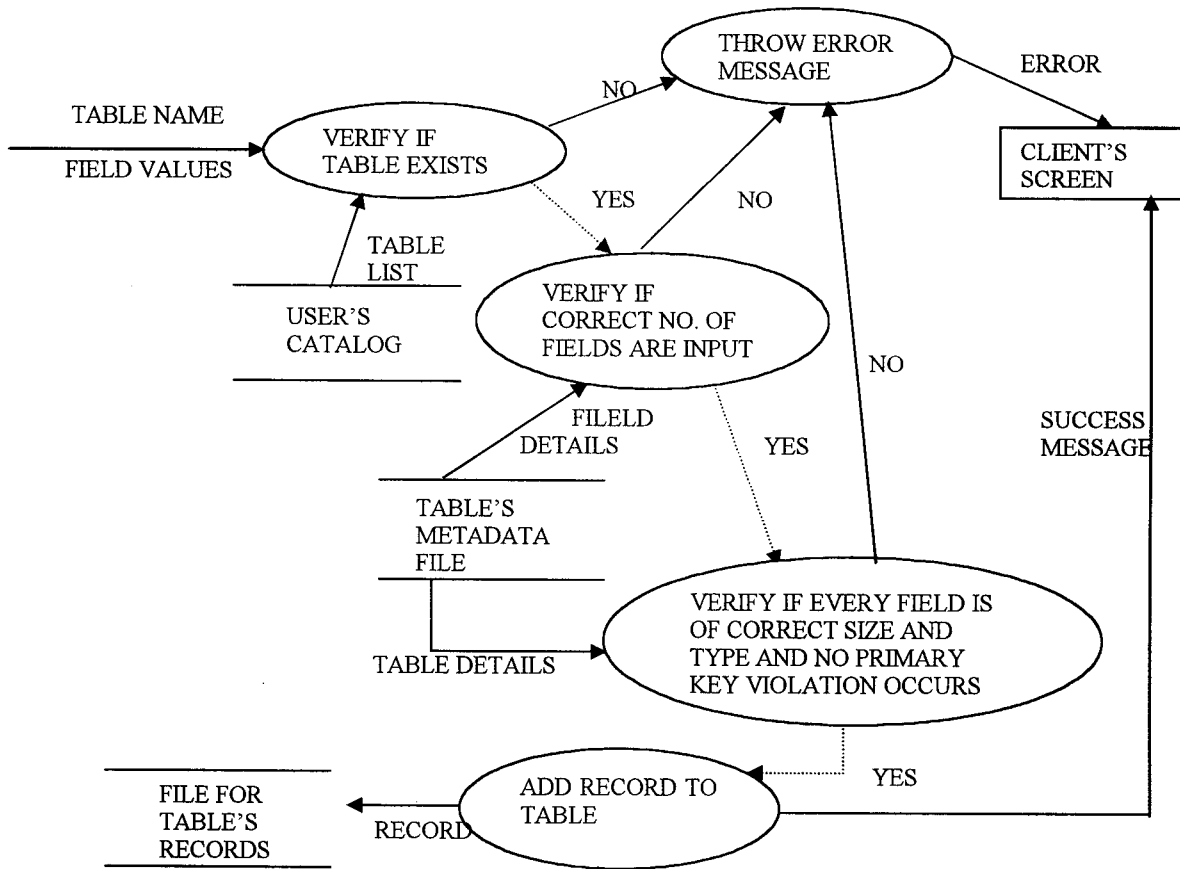 THROW ERROR
MESSAGE
ERROR
NO
TABLE NAME
FIELD VALUES
VERIFY IF
TABLE EXISTS
CLIENT'S
SCREEN
YES
NO
TABLE
LIST
USER'S
CATALOG
VERIFY IF
CORRECT NO. OF
FIELDS ARE INPUT
NO
FILELD
DETAILS
YES
SUCCESS
MESSAGE
TABLE'S
METADATA
FILE
VERIFY IF EVERY FIELD IS
OF CORRECT SIZE AND
TYPE AND NO PRIMARY
KEY VIOLATION OCCURS
TABLE DETAILS
YES
ADD RECORD TO
TABLE
RECORD
FILE FOR
TABLE'S
RECORDS